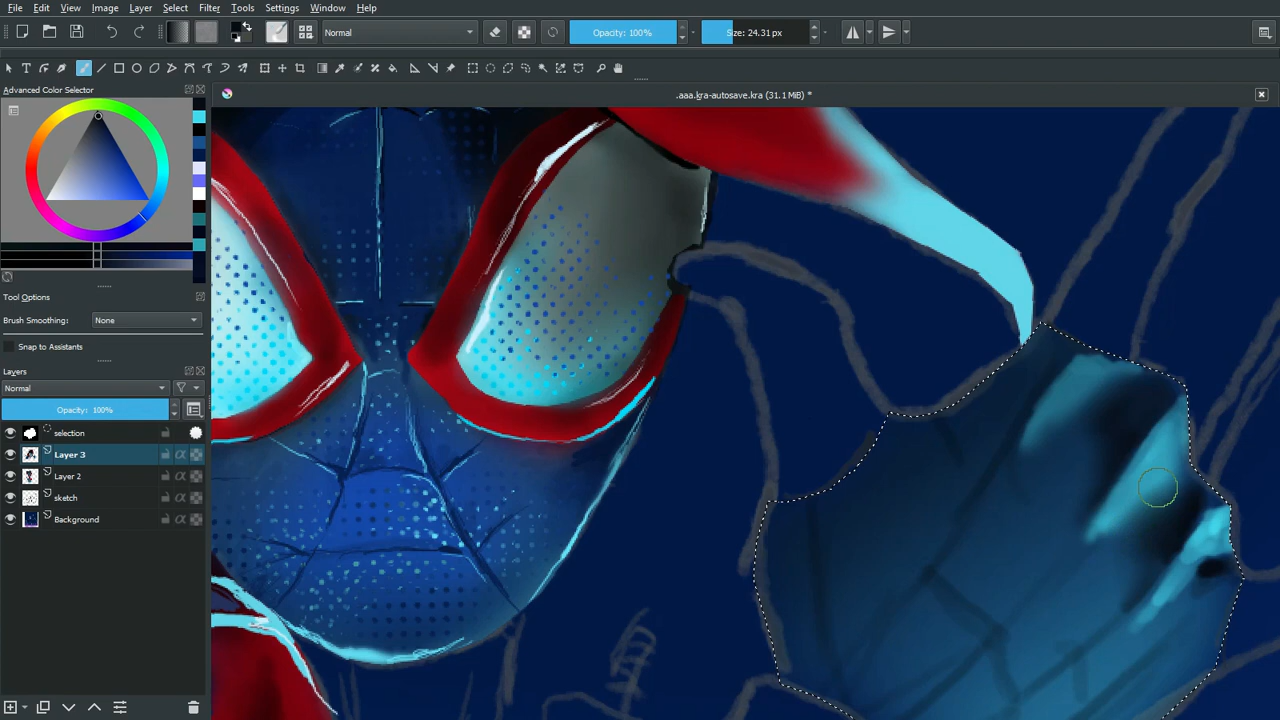 File Edit View Image Layer Select Filter Tools Settings Window Help
Normal Opacity: 100% Size: 24.31 px
Advanced Color Selector
.aaa.kra-autosave.kra (31.1 MiB) *
Tool Options
Brush Smoothing: None
Snap to Assistants
Layers
Normal
Opacity: 100%
selection
Layer 3
Layer 2
sketch
Background